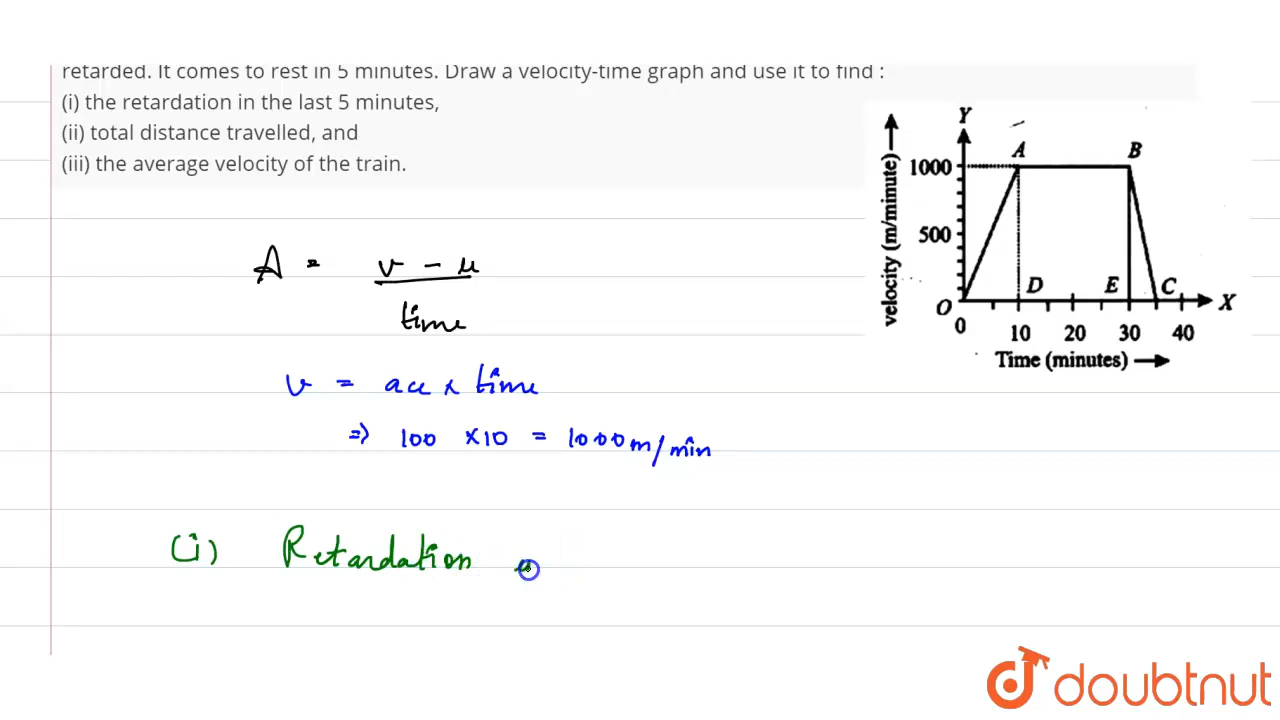 retarded. It comes to rest in 5 minutes. Draw a velocity-time graph and use it to find :
(i) the retardation in the last 5 minutes,
(ii) total distance travelled, and
(iii) the average velocity of the train.
Y
A B
1000
500
velocity (m/minute)
D E C
O X
0 10 20 30 40
Time (minutes)
A = v - u
time
v = acc x time
⇒ 100 × 10 = 1000 m/min
(i) Retardation
doubtnut